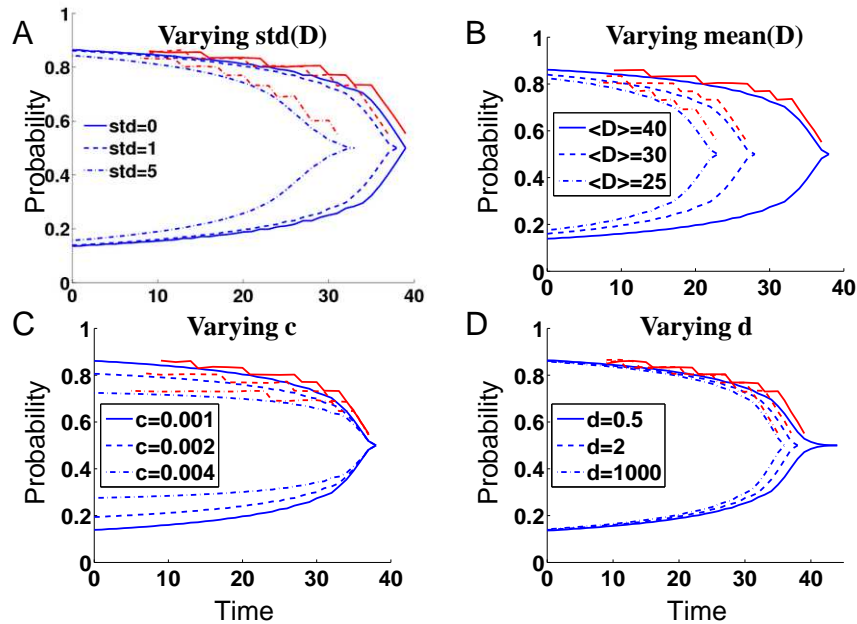 A
Varying std(D)
Probability
1
0.8
0.6
0.4
0.2
0
std=0
std=1
std=5
0
10
20
30
40
B
Varying mean(D)
Probability
1
0.8
0.6
0.4
0.2
0
<D>=40
<D>=30
<D>=25
0
20
40
C
Varying c
Probability
1
0.8
0.6
0.4
0.2
0
c=0.001
c=0.002
c=0.004
0
10
20
30
40
Time
D
Varying d
Probability
1
0.8
0.6
0.4
0.2
0
d=0.5
d=2
d=1000
0
20
40
Time